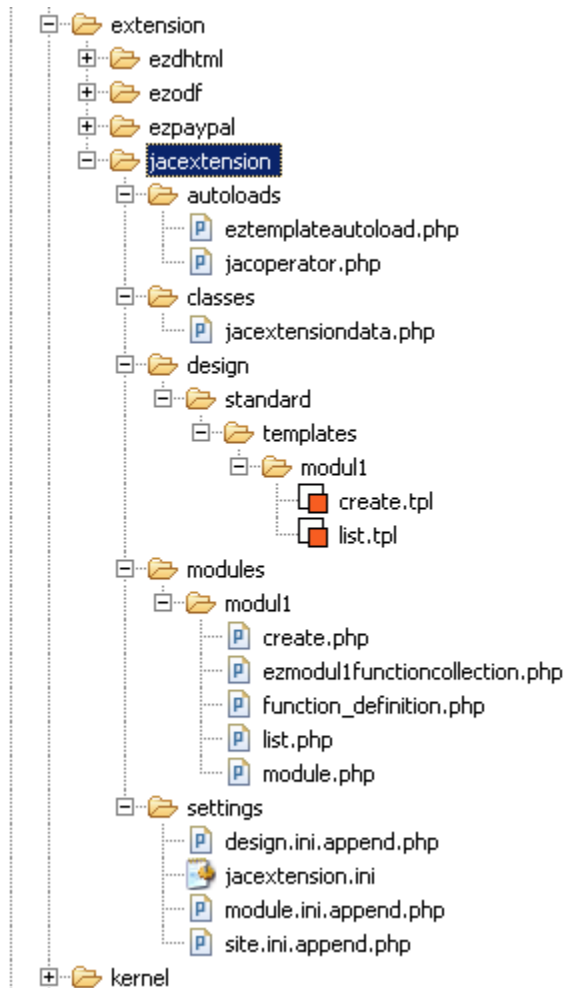 extension
ezdhtml
ezodf
ezpaypal
jacextension
autoloads
eztemplateautoload.php
jacoperator.php
classes
jacextensiondata.php
design
standard
templates
modul1
create.tpl
list.tpl
modules
modul1
create.php
ezmodul1functioncollection.php
function_definition.php
list.php
module.php
settings
design.ini.append.php
jacextension.ini
module.ini.append.php
site.ini.append.php
kernel